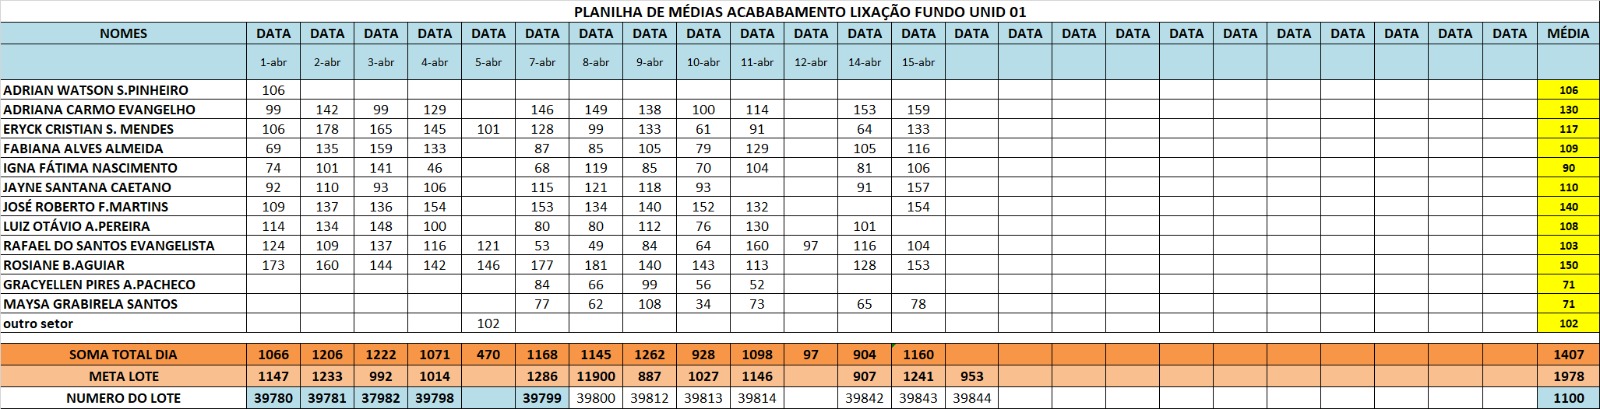 PLANILHA DE MÉDIAS ACABABAMENTO LIXAÇÃO FUNDO UNID 01
NOMES DATA DATA DATA DATA DATA DATA DATA DATA DATA DATA DATA DATA DATA DATA DATA DATA DATA DATA DATA DATA DATA DATA DATA DATA MÉDIA
1-abr 2-abr 3-abr 4-abr 5-abr 7-abr 8-abr 9-abr 10-abr 11-abr 12-abr 14-abr 15-abr
ADRIAN WATSON S.PINHEIRO 106 106
ADRIANA CARMO EVANGELHO 99 142 99 129 146 149 138 100 114 153 159 130
ERYCK CRISTIAN S. MENDES 106 178 165 145 101 128 99 133 61 91 64 133 117
FABIANA ALVES ALMEIDA 69 135 159 133 87 85 105 79 129 105 116 109
IGNA FÁTIMA NASCIMENTO 74 101 141 46 68 119 85 70 104 81 106 90
JAYNE SANTANA CAETANO 92 110 93 106 115 121 118 93 91 157 110
JOSÉ ROBERTO F.MARTINS 109 137 136 154 153 134 140 152 132 154 140
LUIZ OTÁVIO A.PEREIRA 114 134 148 100 80 80 112 76 130 101 108
RAFAEL DO SANTOS EVANGELISTA 124 109 137 116 121 53 49 84 64 160 97 116 104 103
ROSIANE B.AGUIAR 173 160 144 142 146 177 181 140 143 113 128 153 150
GRACYELLEN PIRES A.PACHECO 84 66 99 56 52 71
MAYSA GRABIRELA SANTOS 77 62 108 34 73 65 78 71
outro setor 102 102
SOMA TOTAL DIA 1066 1206 1222 1071 470 1168 1145 1262 928 1098 97 904 1160 1407
META LOTE 1147 1233 992 1014 1286 11900 887 1027 1146 907 1241 953 1978
NUMERO DO LOTE 39780 39781 37982 39798 39799 39800 39812 39813 39814 39842 39843 39844 1100